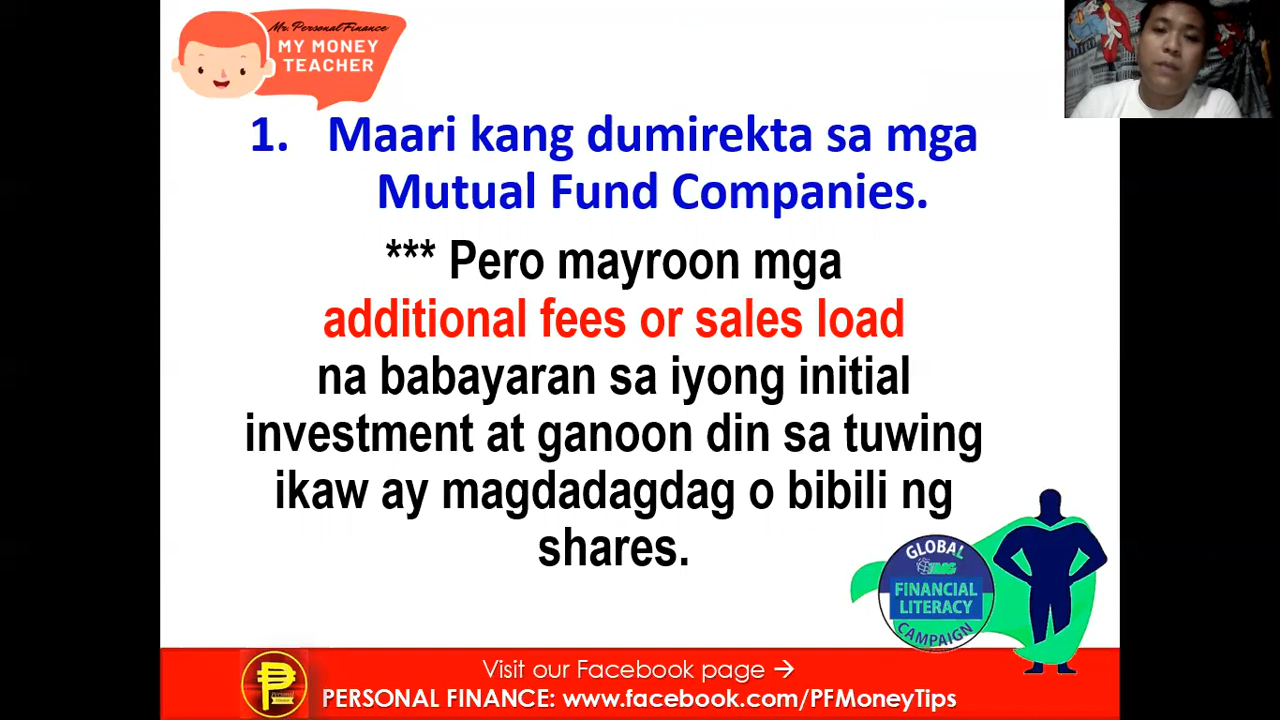 Mr. Personal Finance
MY MONEY
TEACHER
1. Maari kang dumirekta sa mga
Mutual Fund Companies.
*** Pero mayroon mga
additional fees or sales load
na babayaran sa iyong initial
investment at ganoon din sa tuwing
ikaw ay magdadagdag o bibili ng
shares.
GLOBAL
IMG
FINANCIAL
LITERACY
CAMPAIGN
Visit our Facebook page →
PERSONAL FINANCE: www.facebook.com/PFMoneyTips